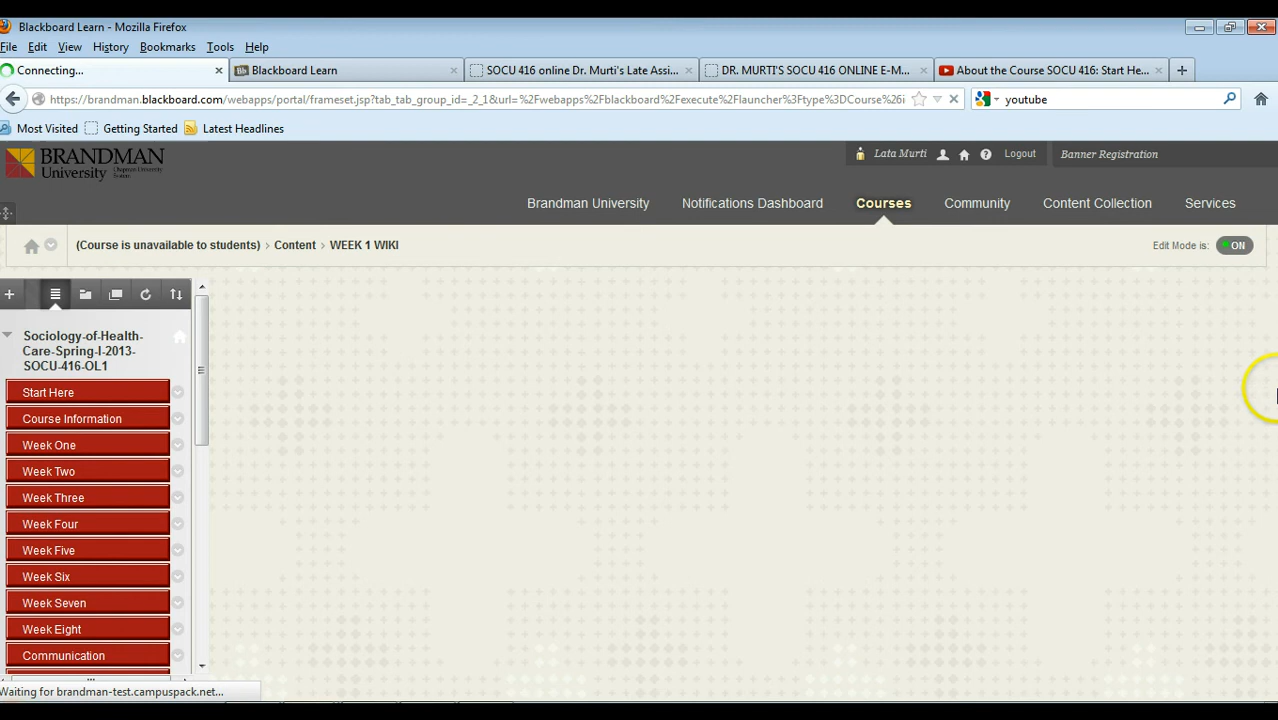 Blackboard Learn - Mozilla Firefox
File Edit View History Bookmarks Tools Help
Connecting...
Blackboard Learn
SOCU 416 online Dr. Murti's Late Assi...
DR. MURTI'S SOCU 416 ONLINE E-M...
About the Course SOCU 416: Start He...
https://brandman.blackboard.com/webapps/portal/frameset.jsp?tab_tab_group_id=_2_1&url=%2Fwebapps%2Fblackboard%2Fexecute%2Flauncher%3Ftype%3DCourse%26i
youtube
Most Visited Getting Started Latest Headlines
BRANDMAN
University Chapman University System
Lata Murti Logout Banner Registration
Brandman University Notifications Dashboard Courses Community Content Collection Services
(Course is unavailable to students) > Content > WEEK 1 WIKI
Edit Mode is: ON
Sociology-of-Health-
Care-Spring-I-2013-
SOCU-416-OL1
Start Here
Course Information
Week One
Week Two
Week Three
Week Four
Week Five
Week Six
Week Seven
Week Eight
Communication
Waiting for brandman-test.campuspack.net...